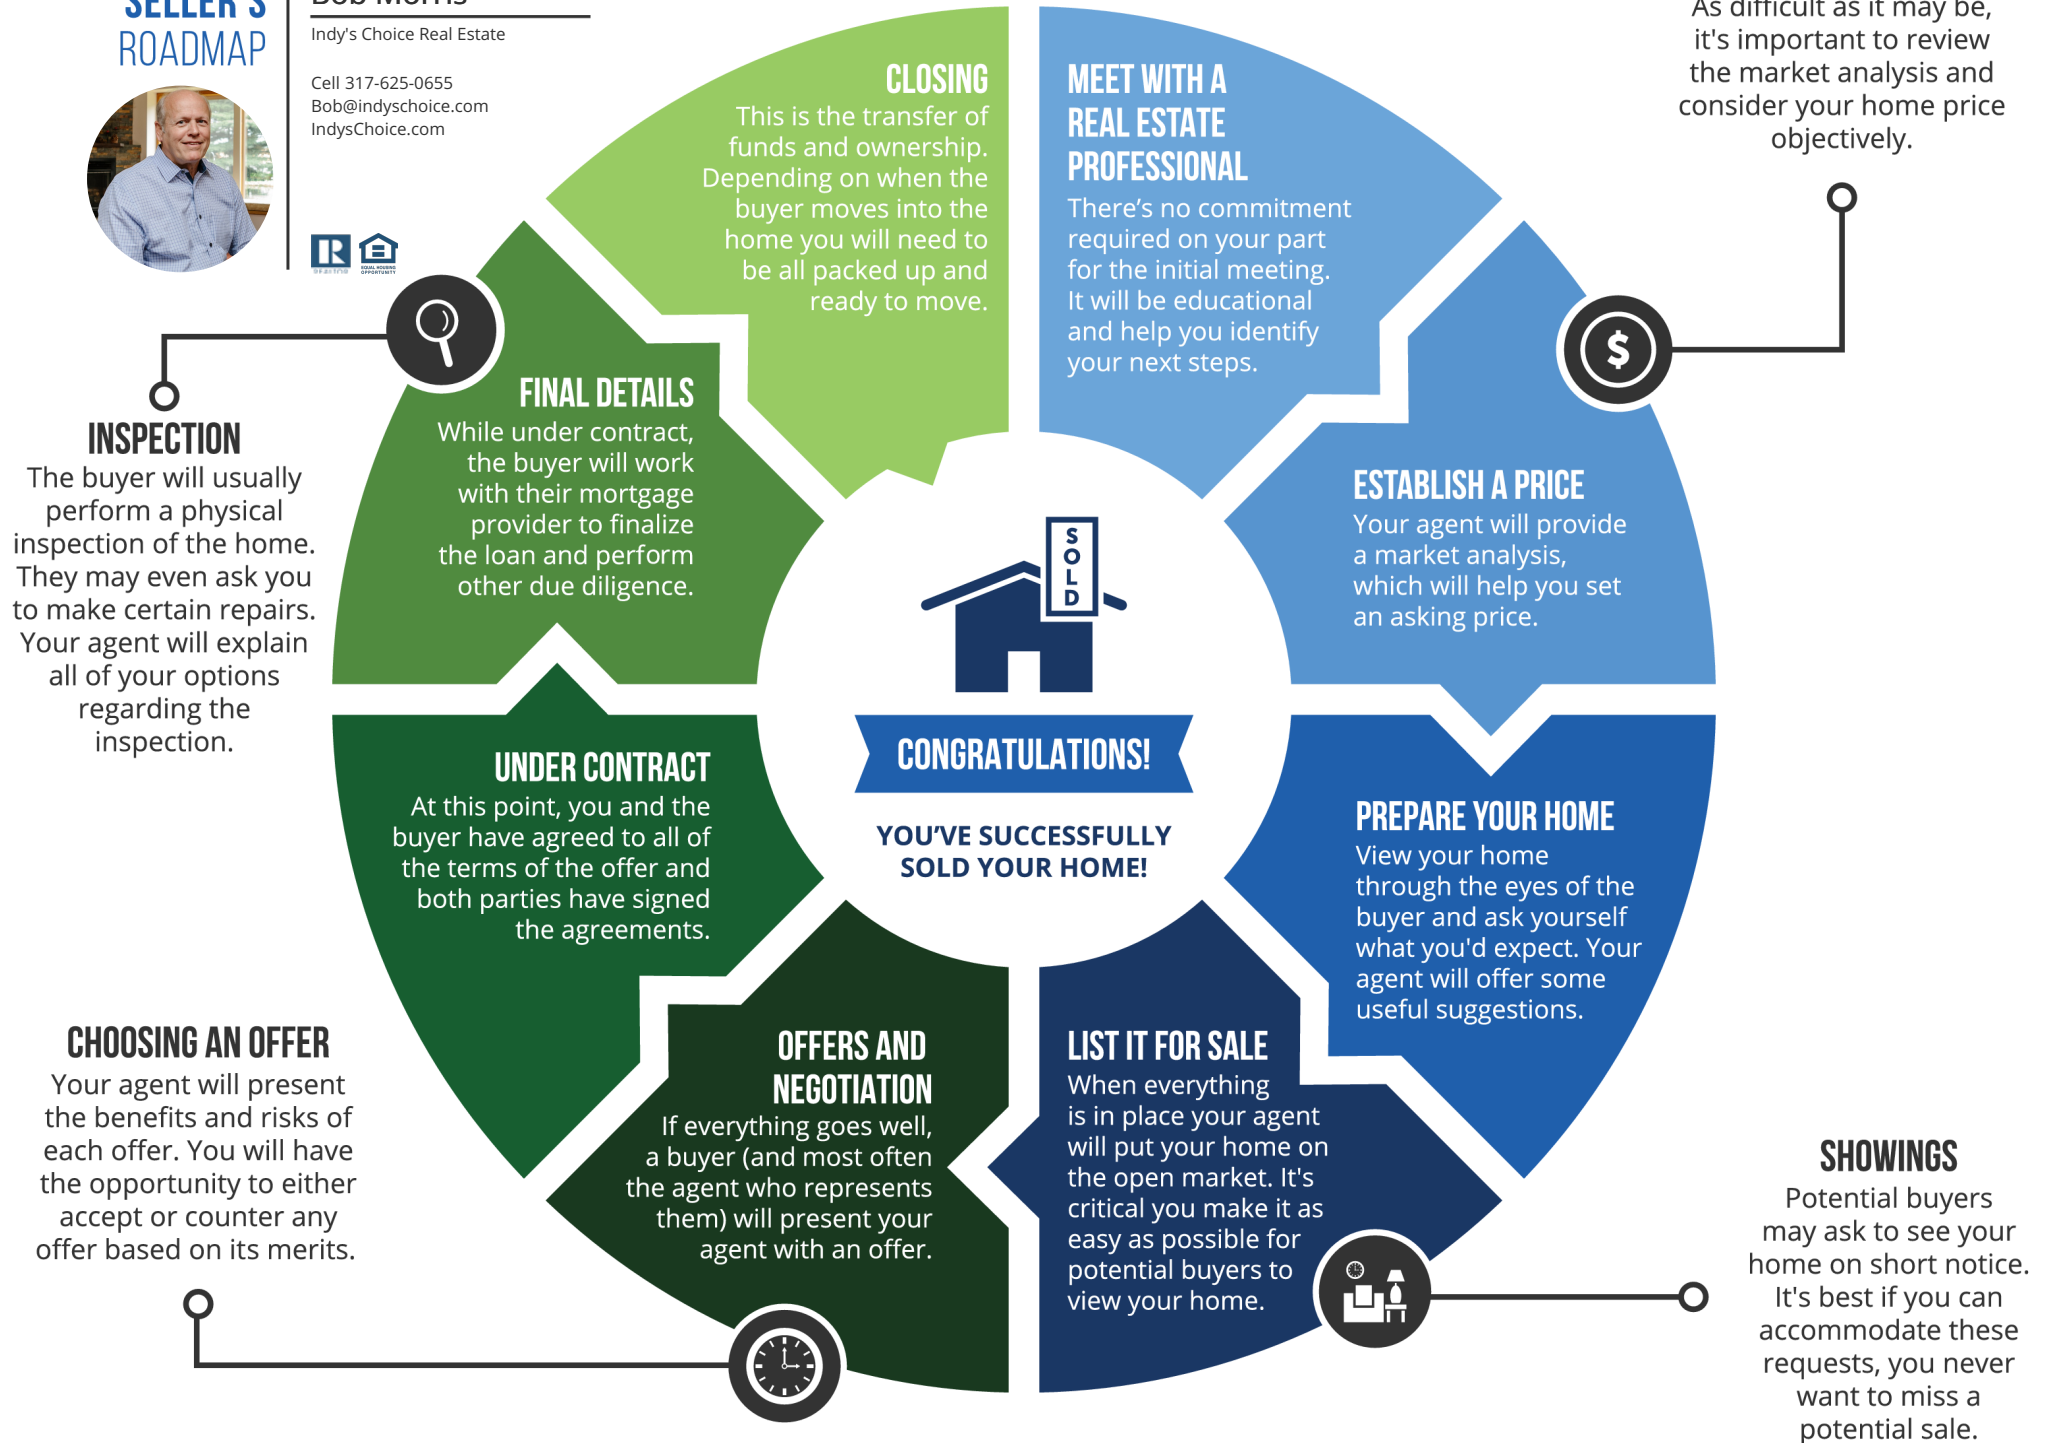 SELLER'S
ROADMAP
Bob Morris
Indy's Choice Real Estate
Cell 317-625-0655
Bob@indyschoice.com
IndysChoice.com
REALTOR
EQUAL HOUSING
OPPORTUNITY
CLOSING
This is the transfer of
funds and ownership.
Depending on when the
buyer moves into the
home you will need to
be all packed up and
ready to move.
MEET WITH A
REAL ESTATE
PROFESSIONAL
There’s no commitment
required on your part
for the initial meeting.
It will be educational
and help you identify
your next steps.
As difficult as it may be,
it's important to review
the market analysis and
consider your home price
objectively.
$
ESTABLISH A PRICE
Your agent will provide
a market analysis,
which will help you set
an asking price.
PREPARE YOUR HOME
View your home
through the eyes of the
buyer and ask yourself
what you'd expect. Your
agent will offer some
useful suggestions.
LIST IT FOR SALE
When everything
is in place your agent
will put your home on
the open market. It's
critical you make it as
easy as possible for
potential buyers to
view your home.
SHOWINGS
Potential buyers
may ask to see your
home on short notice.
It's best if you can
accommodate these
requests, you never
want to miss a
potential sale.
OFFERS AND
NEGOTIATION
If everything goes well,
a buyer (and most often
the agent who represents
them) will present your
agent with an offer.
CHOOSING AN OFFER
Your agent will present
the benefits and risks of
each offer. You will have
the opportunity to either
accept or counter any
offer based on its merits.
UNDER CONTRACT
At this point, you and the
buyer have agreed to all of
the terms of the offer and
both parties have signed
the agreements.
FINAL DETAILS
While under contract,
the buyer will work
with their mortgage
provider to finalize
the loan and perform
other due diligence.
INSPECTION
The buyer will usually
perform a physical
inspection of the home.
They may even ask you
to make certain repairs.
Your agent will explain
all of your options
regarding the
inspection.
SOLD
CONGRATULATIONS!
YOU’VE SUCCESSFULLY
SOLD YOUR HOME!